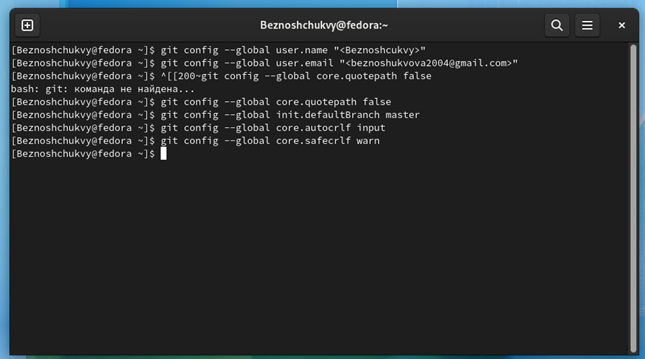 Beznoshchukvy@fedora:~
[Beznoshchukvy@fedora ~]$ git config --global user.name "<Beznoshcukvy>"
[Beznoshchukvy@fedora ~]$ git config --global user.email "<beznoshukvova2004@gmail.com>"
[Beznoshchukvy@fedora ~]$ ^[[200~git config --global core.quotepath false
bash: git: команда не найдена...
[Beznoshchukvy@fedora ~]$ git config --global core.quotepath false
[Beznoshchukvy@fedora ~]$ git config --global init.defaultBranch master
[Beznoshchukvy@fedora ~]$ git config --global core.autocrlf input
[Beznoshchukvy@fedora ~]$ git config --global core.safecrlf warn
[Beznoshchukvy@fedora ~]$